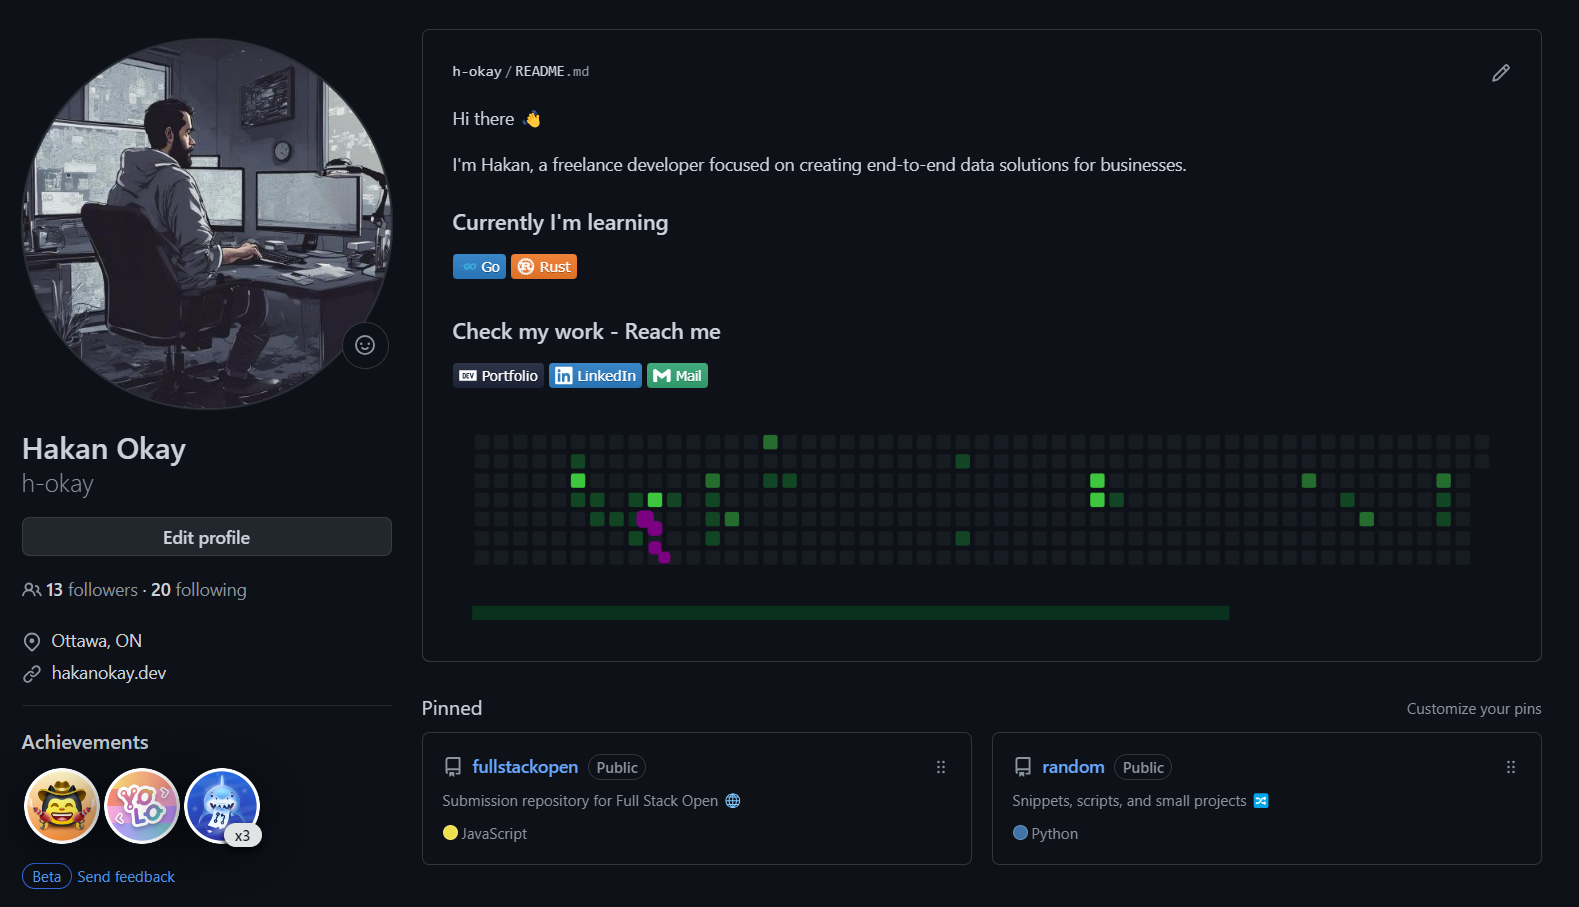 Hakan Okay
h-okay
Edit profile
13 followers · 20 following
Ottawa, ON
hakanokay.dev
Achievements
YOLO
x3
Beta Send feedback
h-okay/README.md
Hi there 👋
I'm Hakan, a freelance developer focused on creating end-to-end data solutions for businesses.
Currently I'm learning
GO Go R Rust
Check my work - Reach me
DEV Portfolio in LinkedIn M Mail
Pinned
Customize your pins
fullstackopen Public
Submission repository for Full Stack Open 🌐
JavaScript
random Public
Snippets, scripts, and small projects 🔀
Python